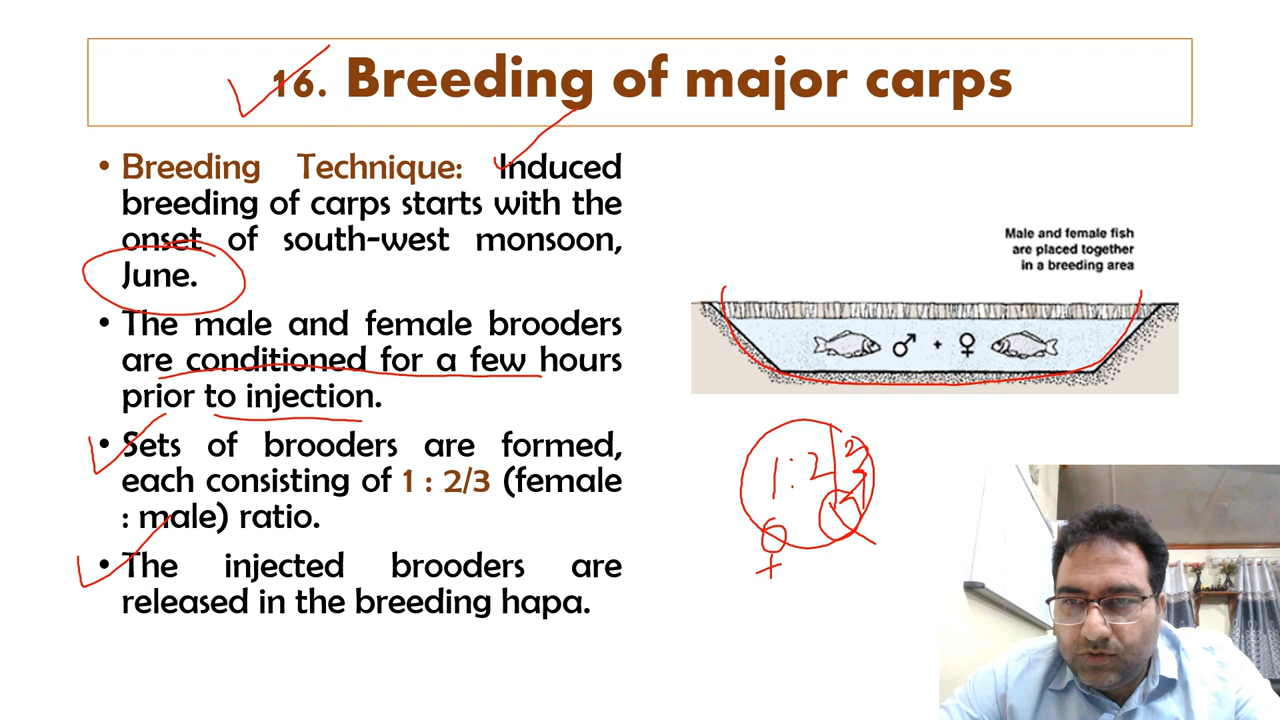 16. Breeding of major carps
• Breeding Technique: Induced
breeding of carps starts with the
onset of south-west monsoon,
June.
• The male and female brooders
are conditioned for a few hours
prior to injection.
• Sets of brooders are formed,
each consisting of 1 : 2/3 (female
: male) ratio.
• The injected brooders are
released in the breeding hapa.
Male and female fish
are placed together
in a breeding area
♂ + ♀
1:2
♀